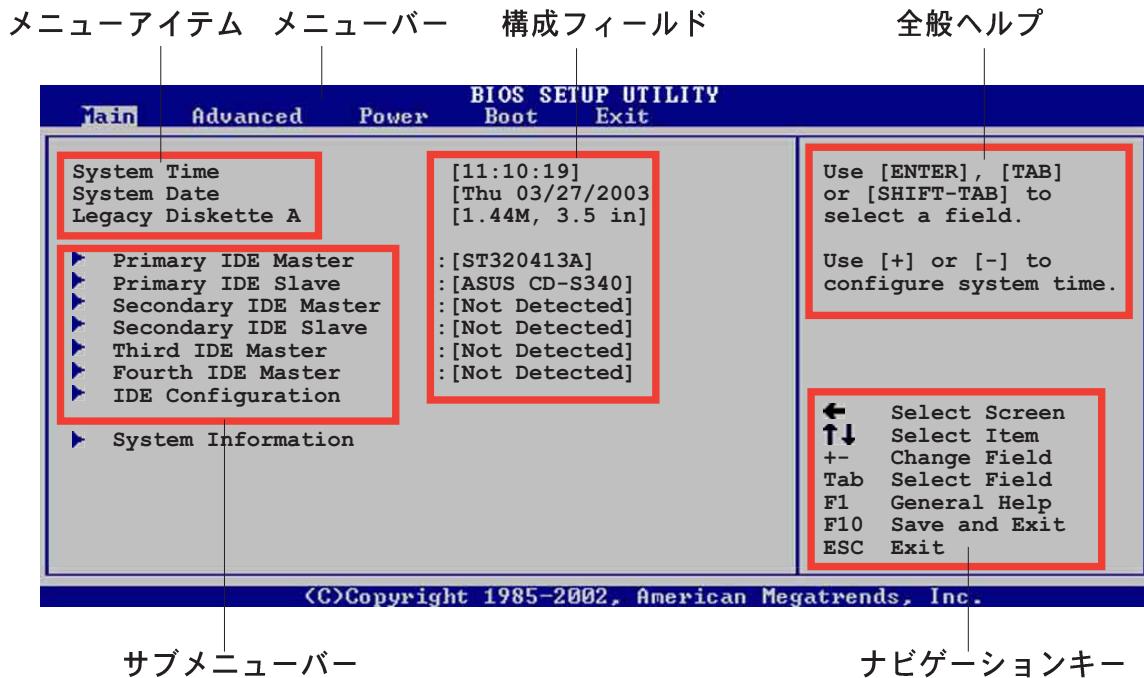 メニューアイテム メニューバー 構成フィールド 全般ヘルプ
BIOS SETUP UTILITY
Main Advanced Power Boot Exit
System Time [11:10:19]
System Date [Thu 03/27/2003
Legacy Diskette A [1.44M, 3.5 in]
Primary IDE Master :[ST320413A]
Primary IDE Slave :[ASUS CD-S340]
Secondary IDE Master :[Not Detected]
Secondary IDE Slave :[Not Detected]
Third IDE Master :[Not Detected]
Fourth IDE Master :[Not Detected]
IDE Configuration
System Information
Use [ENTER], [TAB]
or [SHIFT-TAB] to
select a field.
Use [+] or [-] to
configure system time.
← Select Screen
↑↓ Select Item
+- Change Field
Tab Select Field
F1 General Help
F10 Save and Exit
ESC Exit
(C)Copyright 1985-2002, American Megatrends, Inc.
サブメニューバー ナビゲーションキー